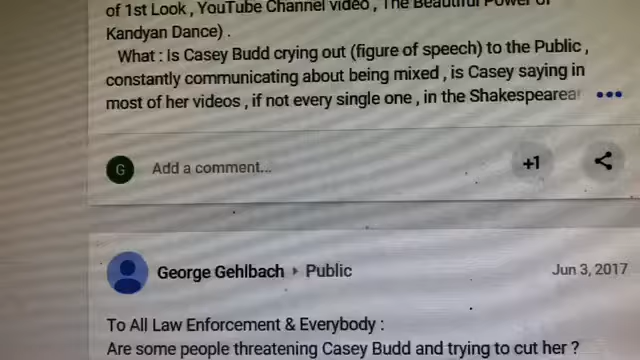 of 1st Look , YouTube Channel video , The Beautiful Power of
Kandyan Dance) .
What : Is Casey Budd crying out (figure of speech) to the Public ,
constantly communicating about being mixed , is Casey saying in
most of her videos , if not every single one , in the Shakespearea
G Add a comment... +1
George Gehlbach ▸ Public Jun 3, 2017
To All Law Enforcement & Everybody :
Are some people threatening Casey Budd and trying to cut her ?